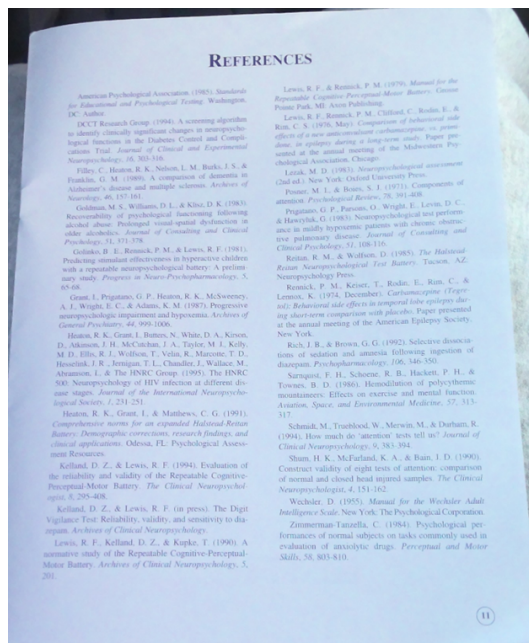 REFERENCES
American Psychological Association. (1985). Standards
for Educational and Psychological Testing. Washington,
DC: Author.
DCCT Research Group. (1994). A screening algorithm
to identify clinically significant changes in neuropsycho-
logical functions in the Diabetes Control and Compli-
cations Trial. Journal of Clinical and Experimental
Neuropsychology, 16, 303-316.
Filley, C., Heaton, R. K., Nelson, L. M., Burks, J. S., &
Franklin, G. M. (1989). A comparison of dementia in
Alzheimer's disease and multiple sclerosis. Archives of
Neurology, 46, 157-161.
Goldman, M. S., Williams, D. L., & Klisz, D. K. (1983).
Recoverability of psychological functioning following
alcohol abuse: Prolonged visual-spatial dysfunction in
older alcoholics. Journal of Consulting and Clinical
Psychology, 51, 371-378.
Golinko, B. E., Rennick, P. M., & Lewis, R. F. (1981).
Predicting stimulant effectiveness in hyperactive children
with a repeatable neuropsychological battery: A prelimi-
nary study. Progress in Neuro-Psychopharmacology, 5,
65-68.
Grant, I., Prigatano, G. P., Heaton, R. K., McSweeney,
A. J., Wright, E. C., & Adams, K. M. (1987). Progressive
neuropsychologic impairment and hypoxemia. Archives of
General Psychiatry, 44, 999-1006.
Heaton, R. K., Grant, I., Butters, N., White, D. A., Kirson,
D., Atkinson, J. H., McCutchan, J. A., Taylor, M. J., Kelly,
M. D., Ellis, R. J., Wolfson, T., Velin, R., Marcotte, T. D.,
Hesselink, J. R., Jernigan, T. L., Chandler, J., Wallace, M.,
Abramson, I., & The HNRC Group. (1995). The HNRC
500: Neuropsychology of HIV infection at different dis-
ease stages. Journal of the International Neuropsycho-
logical Society, 1, 231-251.
Heaton, R. K., Grant, I., & Matthews, C. G. (1991).
Comprehensive norms for an expanded Halstead-Reitan
Battery: Demographic corrections, research findings, and
clinical applications. Odessa, FL: Psychological Assess-
ment Resources.
Kelland, D. Z., & Lewis, R. F. (1994). Evaluation of
the reliability and validity of the Repeatable Cognitive-
Perceptual-Motor Battery. The Clinical Neuropsychol-
ogist, 8, 295-408.
Kelland, D. Z., & Lewis, R. F. (in press). The Digit
Vigilance Test: Reliability, validity, and sensitivity to dia-
zepam. Archives of Clinical Neuropsychology.
Lewis, R. F., Kelland, D. Z., & Kupke, T. (1990). A
normative study of the Repeatable Cognitive-Perceptual-
Motor Battery. Archives of Clinical Neuropsychology, 5,
201.
Lewis, R. F., & Rennick, P. M. (1979). Manual for the
Repeatable Cognitive-Perceptual-Motor Battery. Grosse
Pointe Park, MI: Axon Publishing.
Lewis, R. F., Rennick, P. M., Clifford, C., Rodin, E., &
Rim, C. S. (1976, May). Comparison of behavioral side
effects of a new anticonvulsant carbamazepine, vs. primi-
done, in epilepsy during a long-term study. Paper pre-
sented at the annual meeting of the Midwestern Psy-
chological Association, Chicago.
Lezak, M. D. (1983). Neuropsychological assessment
(2nd ed.). New York: Oxford University Press.
Posner, M. I., & Boies, S. J. (1971). Components of
attention. Psychological Review, 78, 391-408.
Prigatano, G. P., Parsons, O., Wright, E., Levin, D. C.,
& Hawryluk, G. (1983). Neuropsychological test perform-
ance in mildly hypoxemic patients with chronic obstruc-
tive pulmonary disease. Journal of Consulting and
Clinical Psychology, 51, 108-116.
Reitan, R. M., & Wolfson, D. (1985). The Halstead-
Reitan Neuropsychological Test Battery. Tucson, AZ:
Neuropsychology Press.
Rennick, P. M., Keiser, T., Rodin, E., Rim, C., &
Lennox, K. (1974, December). Carbamazepine (Tegre-
tol): Behavioral side effects in temporal lobe epilepsy dur-
ing short-term comparison with placebo. Paper presented
at the annual meeting of the American Epilepsy Society,
New York.
Rich, J. B., & Brown, G. G. (1992). Selective dissocia-
tions of sedation and amnesia following ingestion of
diazepam. Psychopharmacology, 106, 346-350.
Sarnquist, F. H., Schoene, R. B., Hackett, P. H., &
Townes, B. D. (1986). Hemodilution of polycythemic
mountaineers: Effects on exercise and mental function.
Aviation, Space, and Environmental Medicine, 57, 313-
317.
Schmidt, M., Trueblood, W., Merwin, M., & Durham, R.
(1994). How much do 'attention' tests tell us? Journal of
Clinical Neuropsychology, 9, 383-394.
Shum, H. K., McFarland, K. A., & Bain, J. D. (1990).
Construct validity of eight tests of attention: comparison
of normal and closed head injured samples. The Clinical
Neuropsychologist, 4, 151-162.
Wechsler, D. (1955). Manual for the Wechsler Adult
Intelligence Scale. New York: The Psychological Corporation.
Zimmerman-Tanzella, C. (1984). Psychological per-
formances of normal subjects on tasks commonly used in
evaluation of anxiolytic drugs. Perceptual and Motor
Skills, 58, 803-810.
11